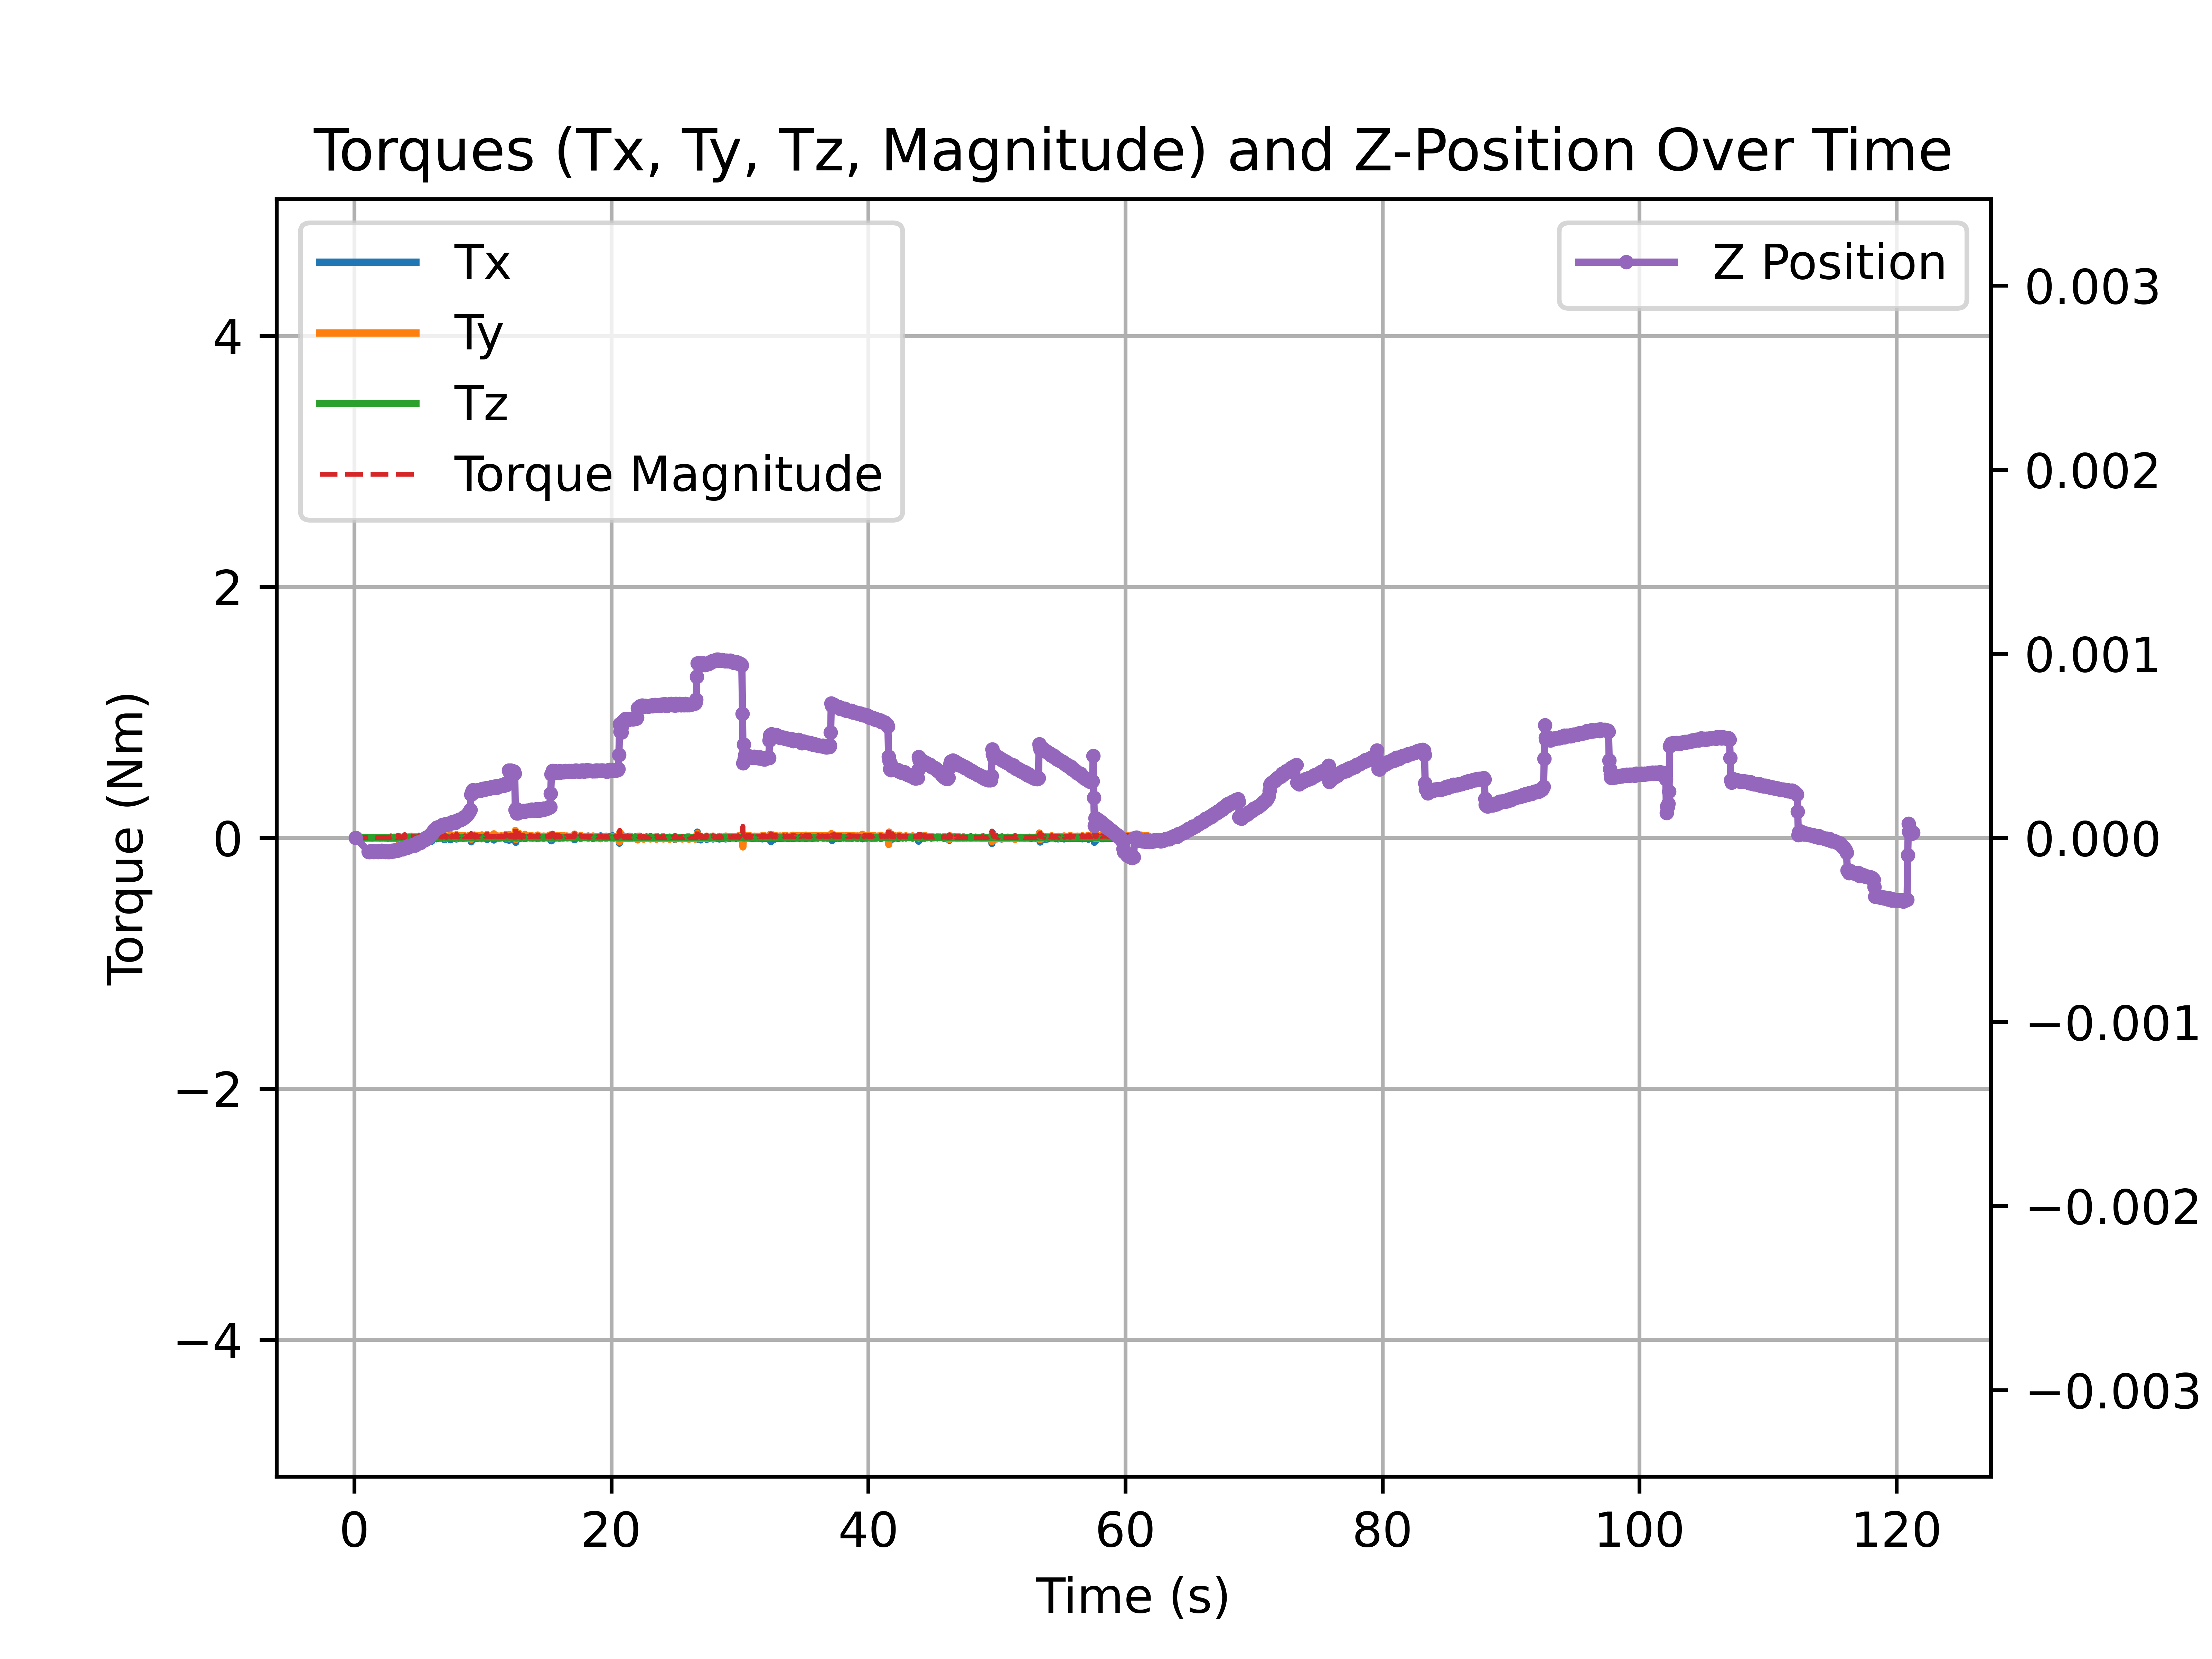 Torques (Tx, Ty, Tz, Magnitude) and Z-Position Over Time
Tx
Ty
Tz
Torque Magnitude
Z Position
4
2
0
−2
−4
Torque (Nm)
0.003
0.002
0.001
0.000
−0.001
−0.002
−0.003
0 20 40 60 80 100 120
Time (s)